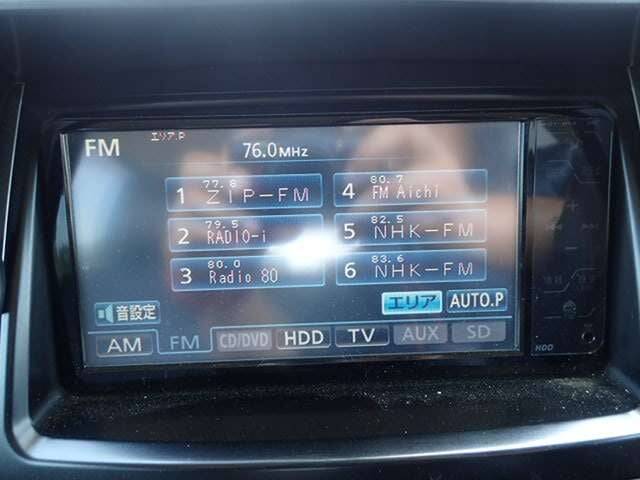 FM エリア.P
76.0MHz
1 77.8 ZIP-FM
4 80.7 FM Aichi
2 79.5 RADIO-i
5 82.5 NHK-FM
3 80.0 Radio 80
6 83.6 NHK-FM
音設定 エリア AUTO.P
AM FM CD/DVD HDD TV AUX SD
HDD